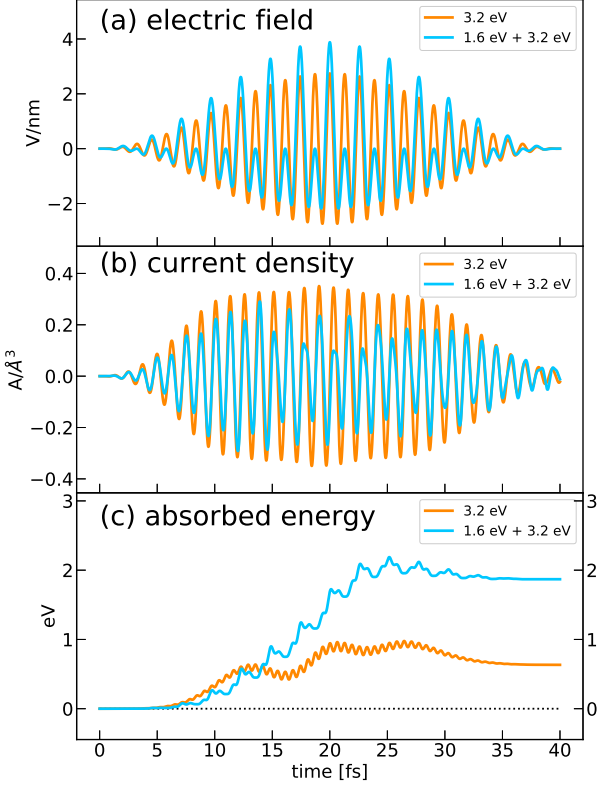 (a) electric field
3.2 eV
1.6 eV + 3.2 eV
4
2
0
−2
V/nm
(b) current density
3.2 eV
1.6 eV + 3.2 eV
0.4
0.2
0.0
−0.2
−0.4
A/Å³
(c) absorbed energy
3.2 eV
1.6 eV + 3.2 eV
3
2
1
0
eV
3
2
1
0
0 5 10 15 20 25 30 35 40
time [fs]